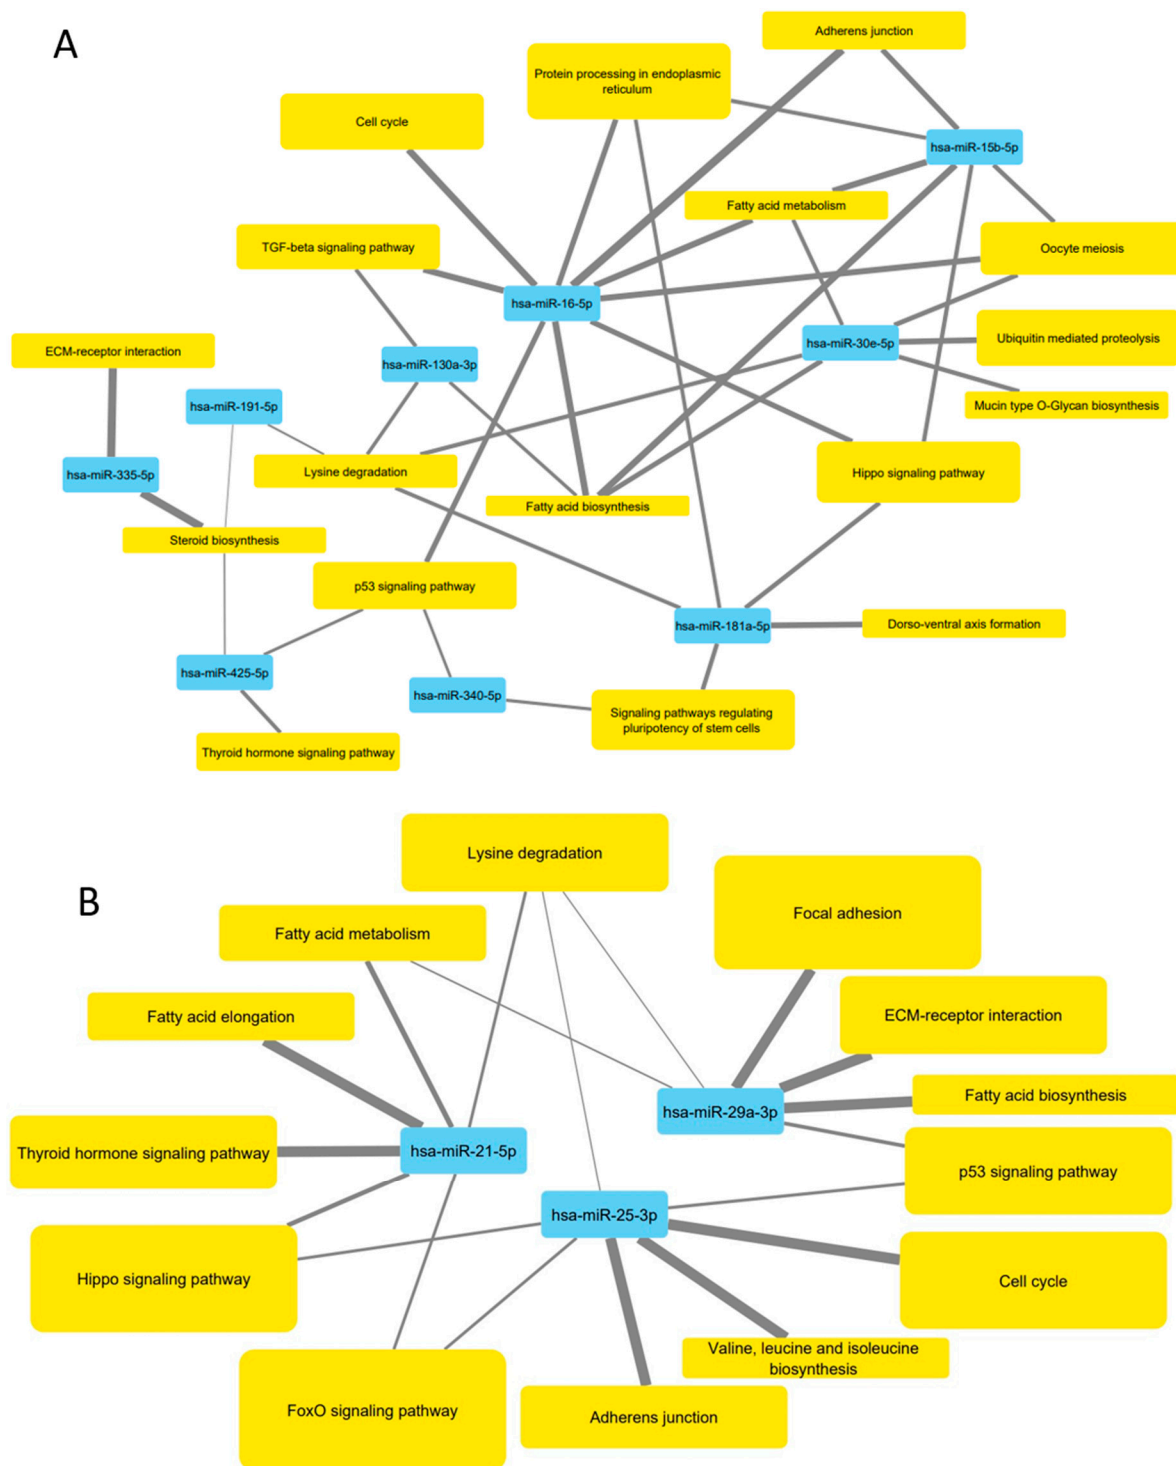 A
Adherens junction
Protein processing in endoplasmic
reticulum
Cell cycle
hsa-miR-15b-5p
Fatty acid metabolism
TGF-beta signaling pathway
Oocyte meiosis
hsa-miR-16-5p
ECM-receptor interaction
hsa-miR-30e-5p
Ubiquitin mediated proteolysis
hsa-miR-130a-3p
hsa-miR-191-5p
Mucin type O-Glycan biosynthesis
hsa-miR-335-5p
Lysine degradation
Hippo signaling pathway
Fatty acid biosynthesis
Steroid biosynthesis
p53 signaling pathway
hsa-miR-181a-5p
Dorso-ventral axis formation
hsa-miR-425-5p
hsa-miR-340-5p
Signaling pathways regulating
pluripotency of stem cells
Thyroid hormone signaling pathway
B
Lysine degradation
Focal adhesion
Fatty acid metabolism
Fatty acid elongation
ECM-receptor interaction
Fatty acid biosynthesis
hsa-miR-29a-3p
Thyroid hormone signaling pathway
hsa-miR-21-5p
p53 signaling pathway
hsa-miR-25-3p
Hippo signaling pathway
Cell cycle
Valine, leucine and isoleucine
biosynthesis
FoxO signaling pathway
Adherens junction